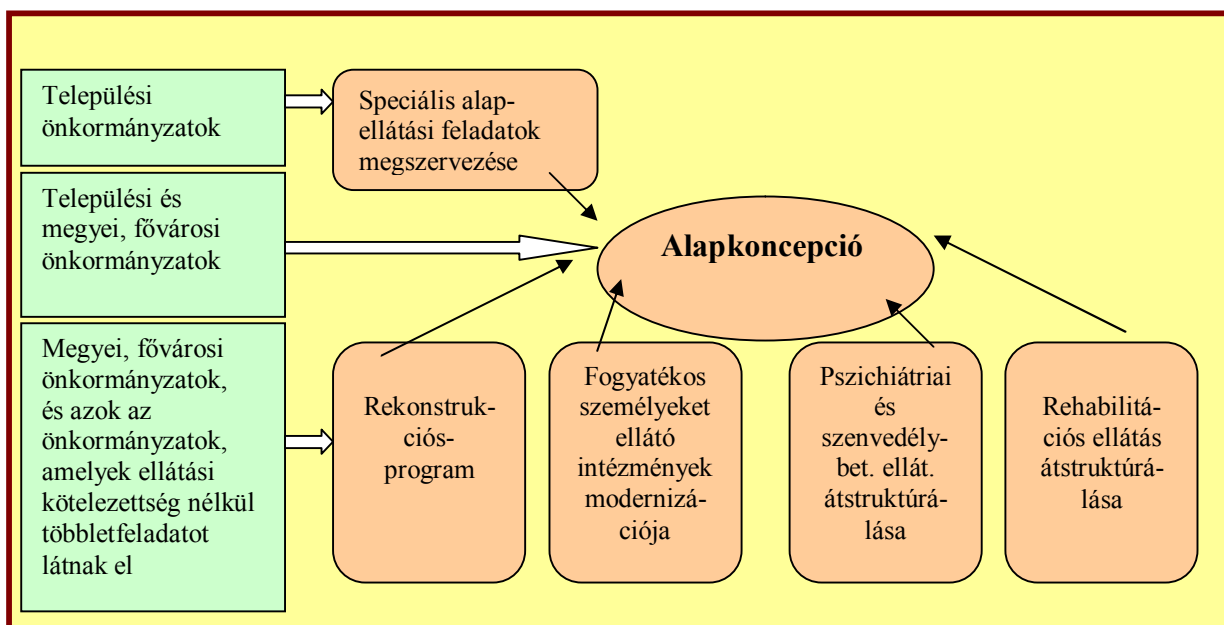 Települési
önkormányzatok
Speciális alap-
ellátási feladatok
megszervezése
Települési és
megyei, fővárosi
önkormányzatok
Alapkoncepció
Megyei, fővárosi
önkormányzatok,
és azok az
önkormányzatok,
amelyek ellátási
kötelezettség nélkül
többletfeladatot
látnak el
Rekonstruk-
ciós-
program
Fogyatékos
személyeket
ellátó
intézmények
modernizá-
ciója
Pszichiátriai
és
szenvedély-
bet. ellát.
átstruktúrá-
lása
Rehabilitá-
ciós ellátás
átstruktúrá-
lása